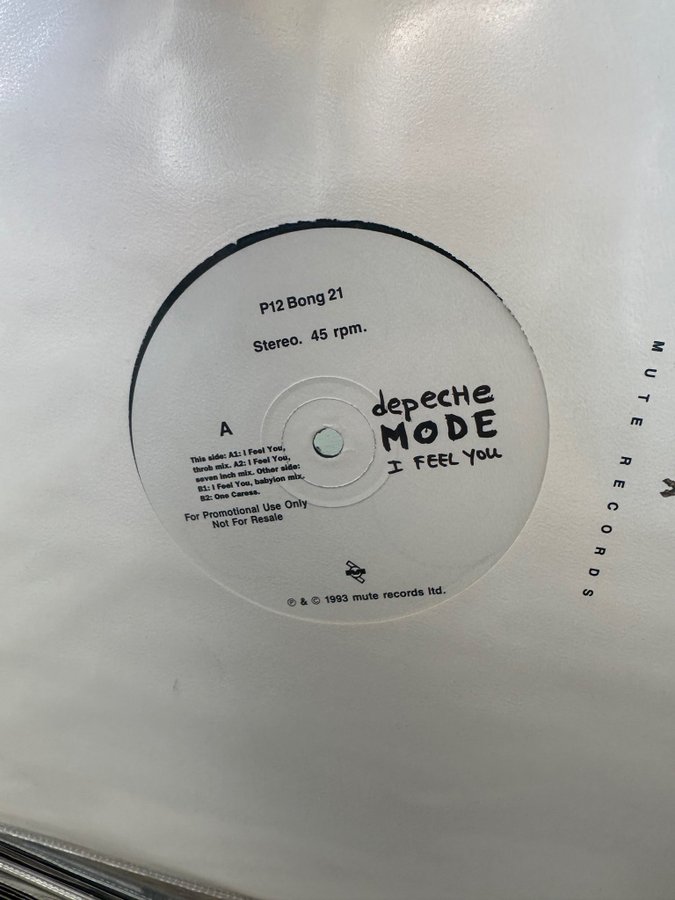 P12 Bong 21
Stereo. 45 rpm.
depecHe
MODE
I FEEL YOU
A
This side: A1: I Feel You,
throb mix. A2: I Feel You,
seven inch mix. Other side:
B1: I Feel You, babylon mix.
B2: One Caress.
For Promotional Use Only
Not For Resale
℗ & © 1993 mute records ltd.
MUTE RECORDS